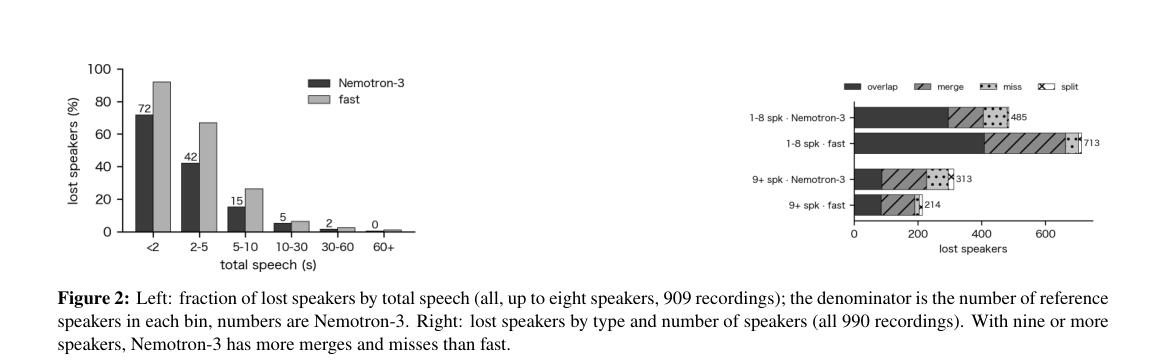 100
80
60
40
20
0
lost speakers (%)
72
42
15
5
2
0
<2
2-5
5-10
10-30
30-60
60+
total speech (s)
Nemotron-3
fast
overlap
merge
miss
split
1-8 spk · Nemotron-3
485
1-8 spk · fast
713
9+ spk · Nemotron-3
313
9+ spk · fast
214
0
200
400
600
lost speakers
Figure 2: Left: fraction of lost speakers by total speech (all, up to eight speakers, 909 recordings); the denominator is the number of reference
speakers in each bin, numbers are Nemotron-3. Right: lost speakers by type and number of speakers (all 990 recordings). With nine or more
speakers, Nemotron-3 has more merges and misses than fast.